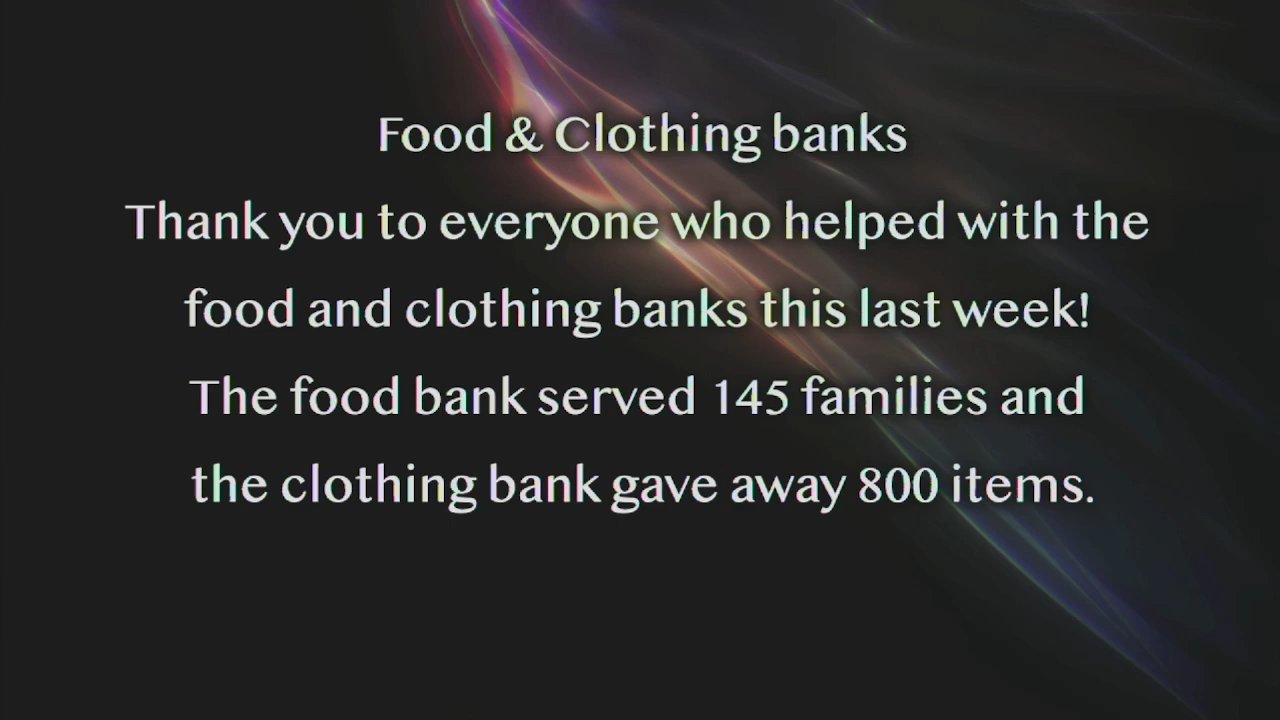 Food & Clothing banks
Thank you to everyone who helped with the
food and clothing banks this last week!
The food bank served 145 families and
the clothing bank gave away 800 items.